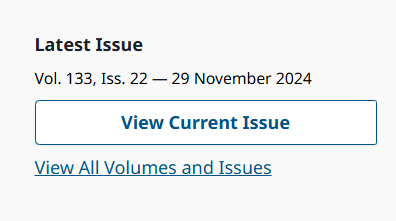 Latest Issue
Vol. 133, Iss. 22 — 29 November 2024
View Current Issue
View All Volumes and Issues